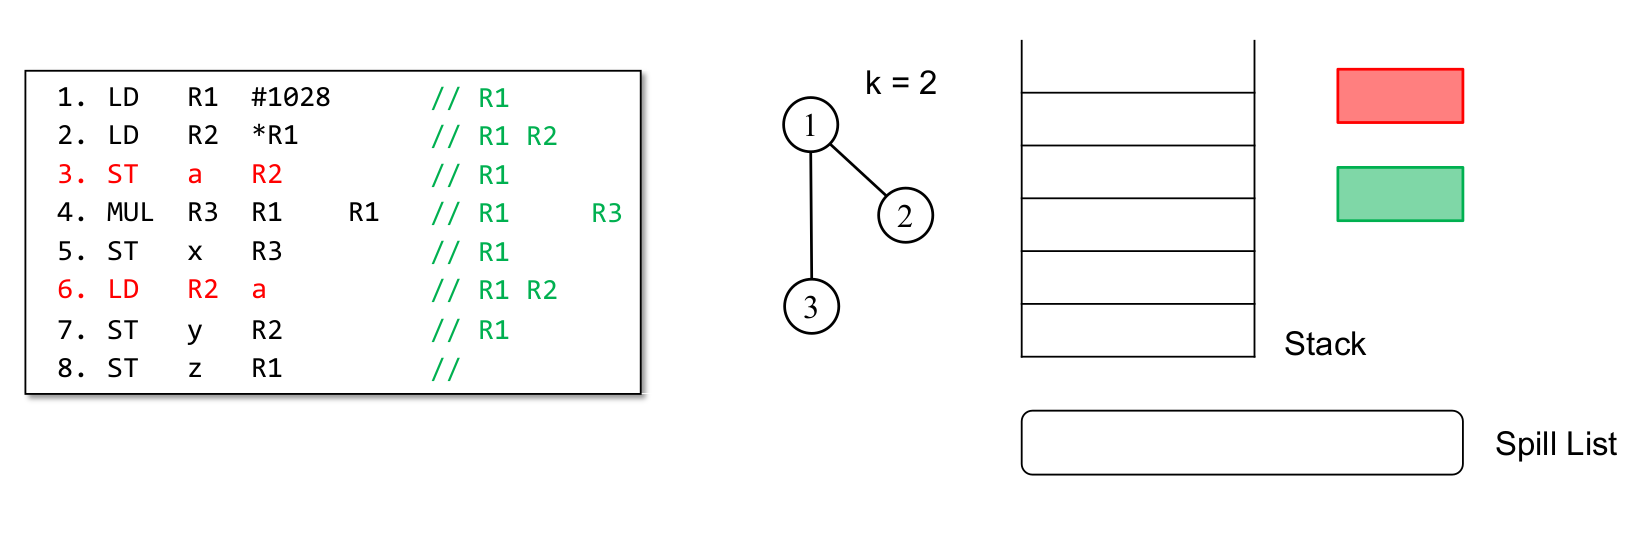 1. LD R1 #1028 // R1
2. LD R2 *R1 // R1 R2
3. ST a R2 // R1
4. MUL R3 R1 R1 // R1 R3
5. ST x R3 // R1
6. LD R2 a // R1 R2
7. ST y R2 // R1
8. ST z R1 //
k = 2
1
2
3
Stack
Spill List